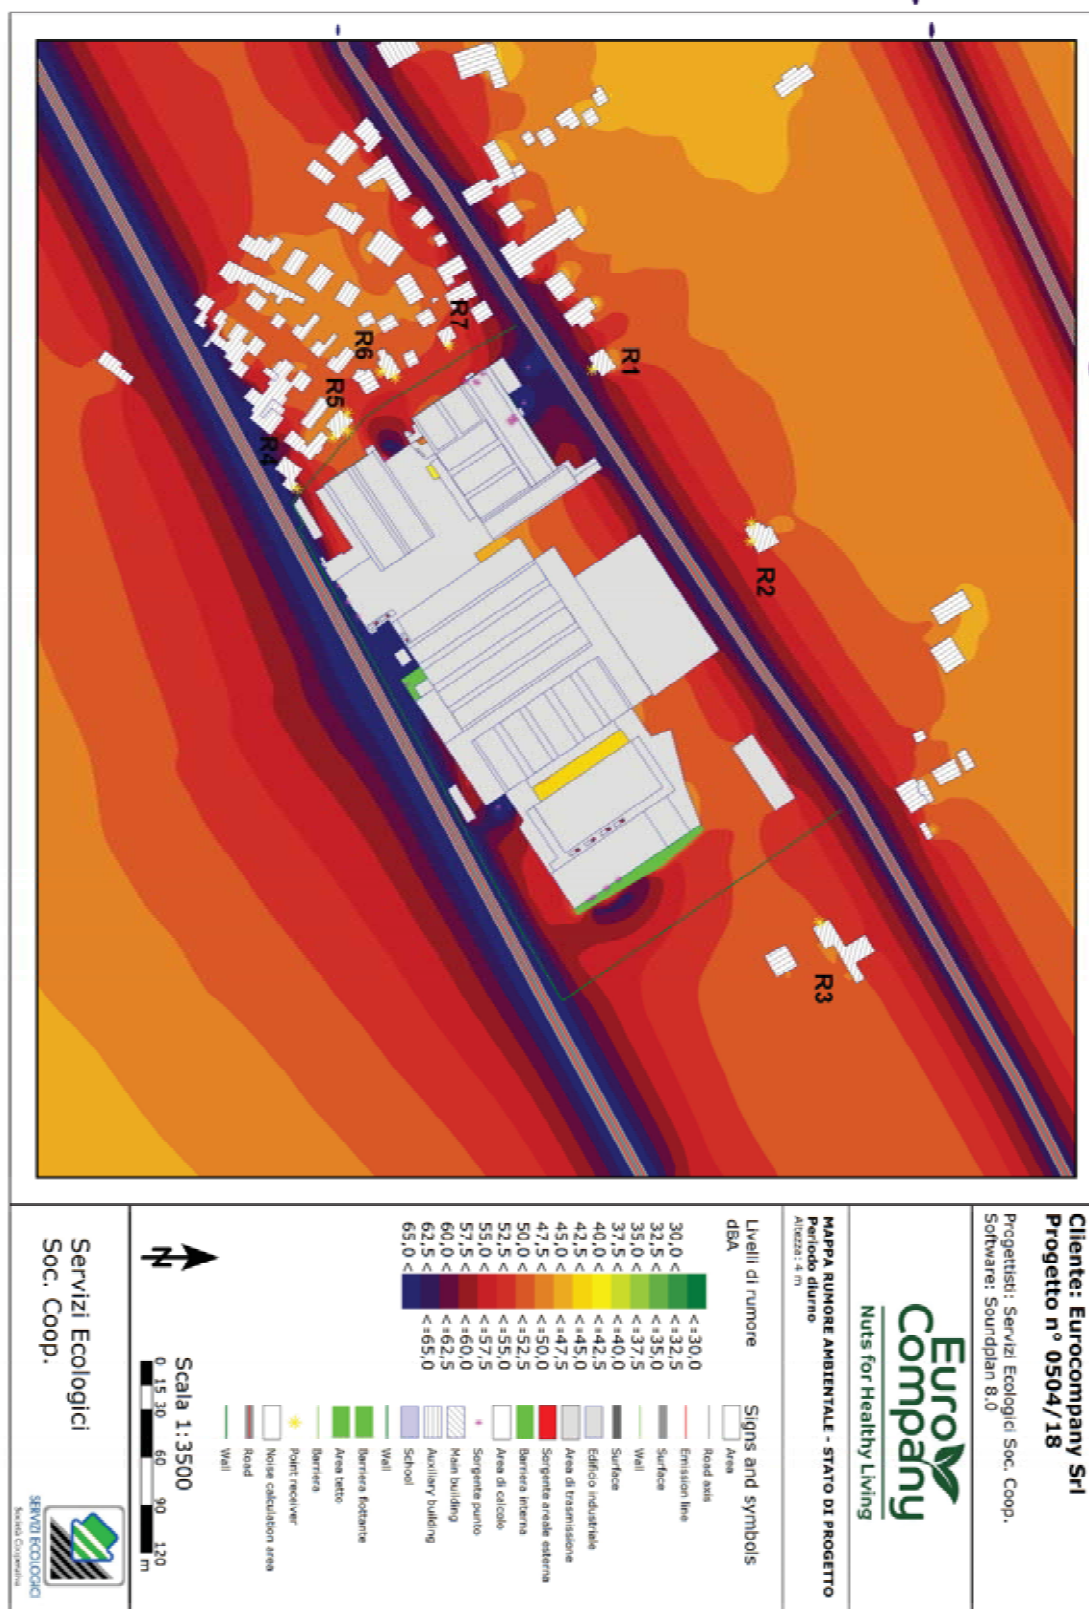 R1
R2
R3
R4
R5
R6
R7
Cliente: Eurocompany Srl
Progetto n° 0504/18
Progettisti: Servizi Ecologici Soc. Coop.
Software: Soundplan 8.0
Euro
Company
Nuts for Healthy Living
MAPPA RUMORE AMBIENTALE - STATO DI PROGETTO
Periodo diurno
Altezza: 4 m
Livelli di rumore
dBA
<=30,0
30,0 < <=32,5
32,5 < <=35,0
35,0 < <=37,5
37,5 < <=40,0
40,0 < <=42,5
42,5 < <=45,0
45,0 < <=47,5
47,5 < <=50,0
50,0 < <=52,5
52,5 < <=55,0
55,0 < <=57,5
57,5 < <=60,0
60,0 < <=62,5
62,5 < <=65,0
65,0 <
Signs and symbols
Area
Road axis
Emission line
Surface
Wall
Surface
Edificio industriale
Area di trasmissione
Sorgente areale esterna
Barriera interna
Area di calcolo
Sorgente punto
Main building
Auxiliary building
School
Wall
Barriera flottante
Area tetto
Barriera
Point receiver
Noise calculation area
Road
Wall
N
Scala 1:3500
0 15 30 60 90 120
m
Servizi Ecologici
Soc. Coop.
SERVIZI ECOLOGICI
Società Cooperativa